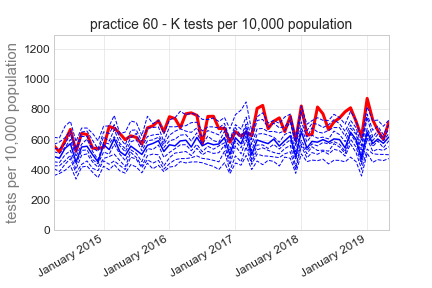 practice 60 - K tests per 10,000 population
tests per 10,000 population
1200
1000
800
600
400
200
0
January 2015
January 2016
January 2017
January 2018
January 2019